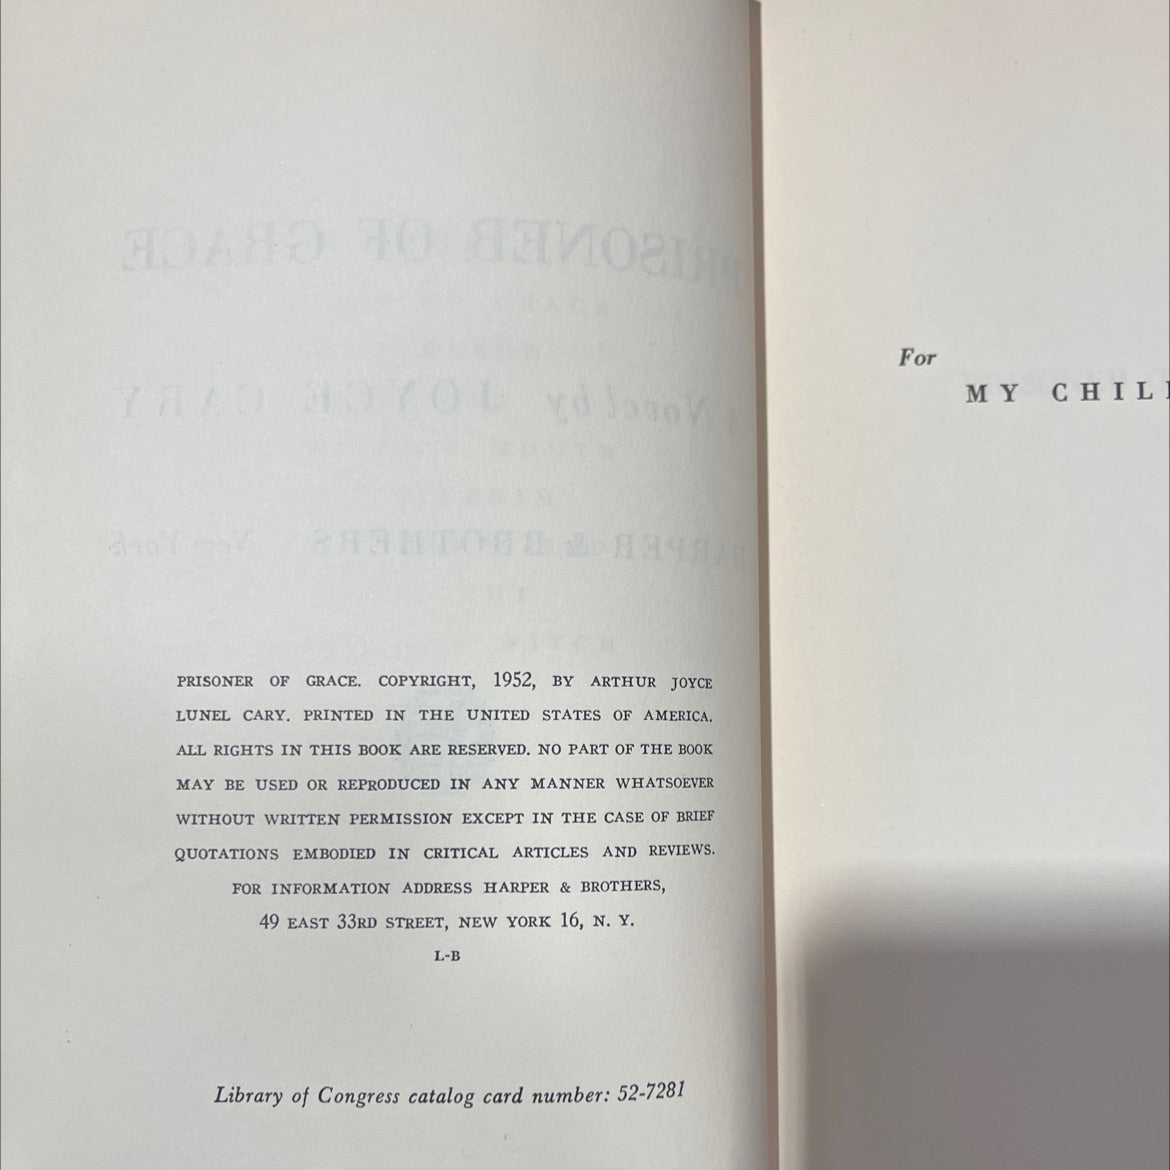 PRISONER OF GRACE. COPYRIGHT, 1952, BY ARTHUR JOYCE
LUNEL CARY. PRINTED IN THE UNITED STATES OF AMERICA.
ALL RIGHTS IN THIS BOOK ARE RESERVED. NO PART OF THE BOOK
MAY BE USED OR REPRODUCED IN ANY MANNER WHATSOEVER
WITHOUT WRITTEN PERMISSION EXCEPT IN THE CASE OF BRIEF
QUOTATIONS EMBODIED IN CRITICAL ARTICLES AND REVIEWS.
FOR INFORMATION ADDRESS HARPER & BROTHERS,
49 EAST 33RD STREET, NEW YORK 16, N. Y.
L-B
Library of Congress catalog card number: 52-7281
For
MY